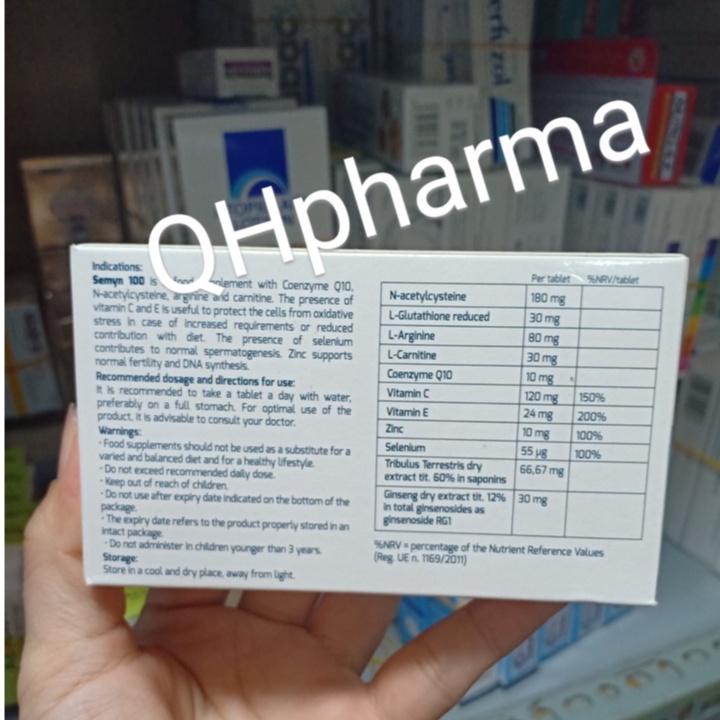 QHpharma
Indications:
Semyn 100 is food supplement with Coenzyme Q10,
N-acetylcysteine, arginine and carnitine. The presence of
vitamin C and E is useful to protect the cells from oxidative
stress in case of increased requirements or reduced
contribution with diet. The presence of selenium
contributes to normal spermatogenesis. Zinc supports
normal fertility and DNA synthesis.
Recommended dosage and directions for use:
It is recommended to take a tablet a day with water,
preferably on a full stomach. For optimal use of the
product, it is advisable to consult your doctor.
Warnings:
· Food supplements should not be used as a substitute for a
varied and balanced diet and for a healthy lifestyle.
· Do not exceed recommended daily dose.
· Keep out of reach of children.
· Do not use after expiry date indicated on the bottom of the
package.
· The expiry date refers to the product properly stored in an
intact package.
· Do not administer in children younger than 3 years.
Storage:
Store in a cool and dry place, away from light.
Per tablet %NRV/tablet
N-acetylcysteine 180 mg
L-Glutathione reduced 30 mg
L-Arginine 80 mg
L-Carnitine 30 mg
Coenzyme Q10 10 mg
Vitamin C 120 mg 150%
Vitamin E 24 mg 200%
Zinc 10 mg 100%
Selenium 55 µg 100%
Tribulus Terrestris dry 66,67 mg
extract tit. 60% in saponins
Ginseng dry extract tit. 12% 30 mg
in total ginsenosides as
ginsenoside RG1
%NRV = percentage of the Nutrient Reference Values
(Reg. UE n. 1169/2011)